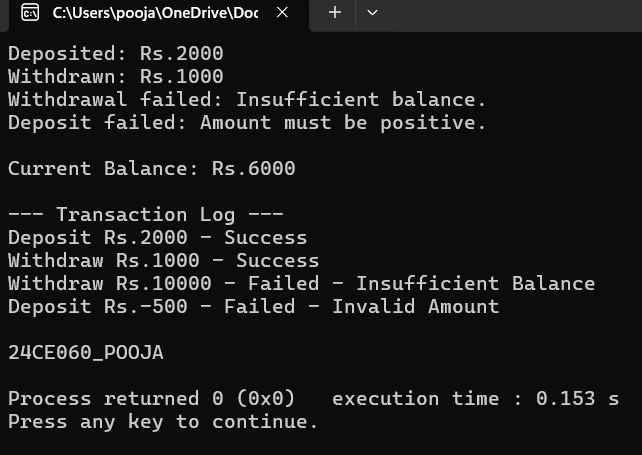 C:\Users\pooja\OneDrive\Doc
Deposited: Rs.2000
Withdrawn: Rs.1000
Withdrawal failed: Insufficient balance.
Deposit failed: Amount must be positive.
Current Balance: Rs.6000
--- Transaction Log ---
Deposit Rs.2000 - Success
Withdraw Rs.1000 - Success
Withdraw Rs.10000 - Failed - Insufficient Balance
Deposit Rs.-500 - Failed - Invalid Amount
24CE060_POOJA
Process returned 0 (0x0)   execution time : 0.153 s
Press any key to continue.